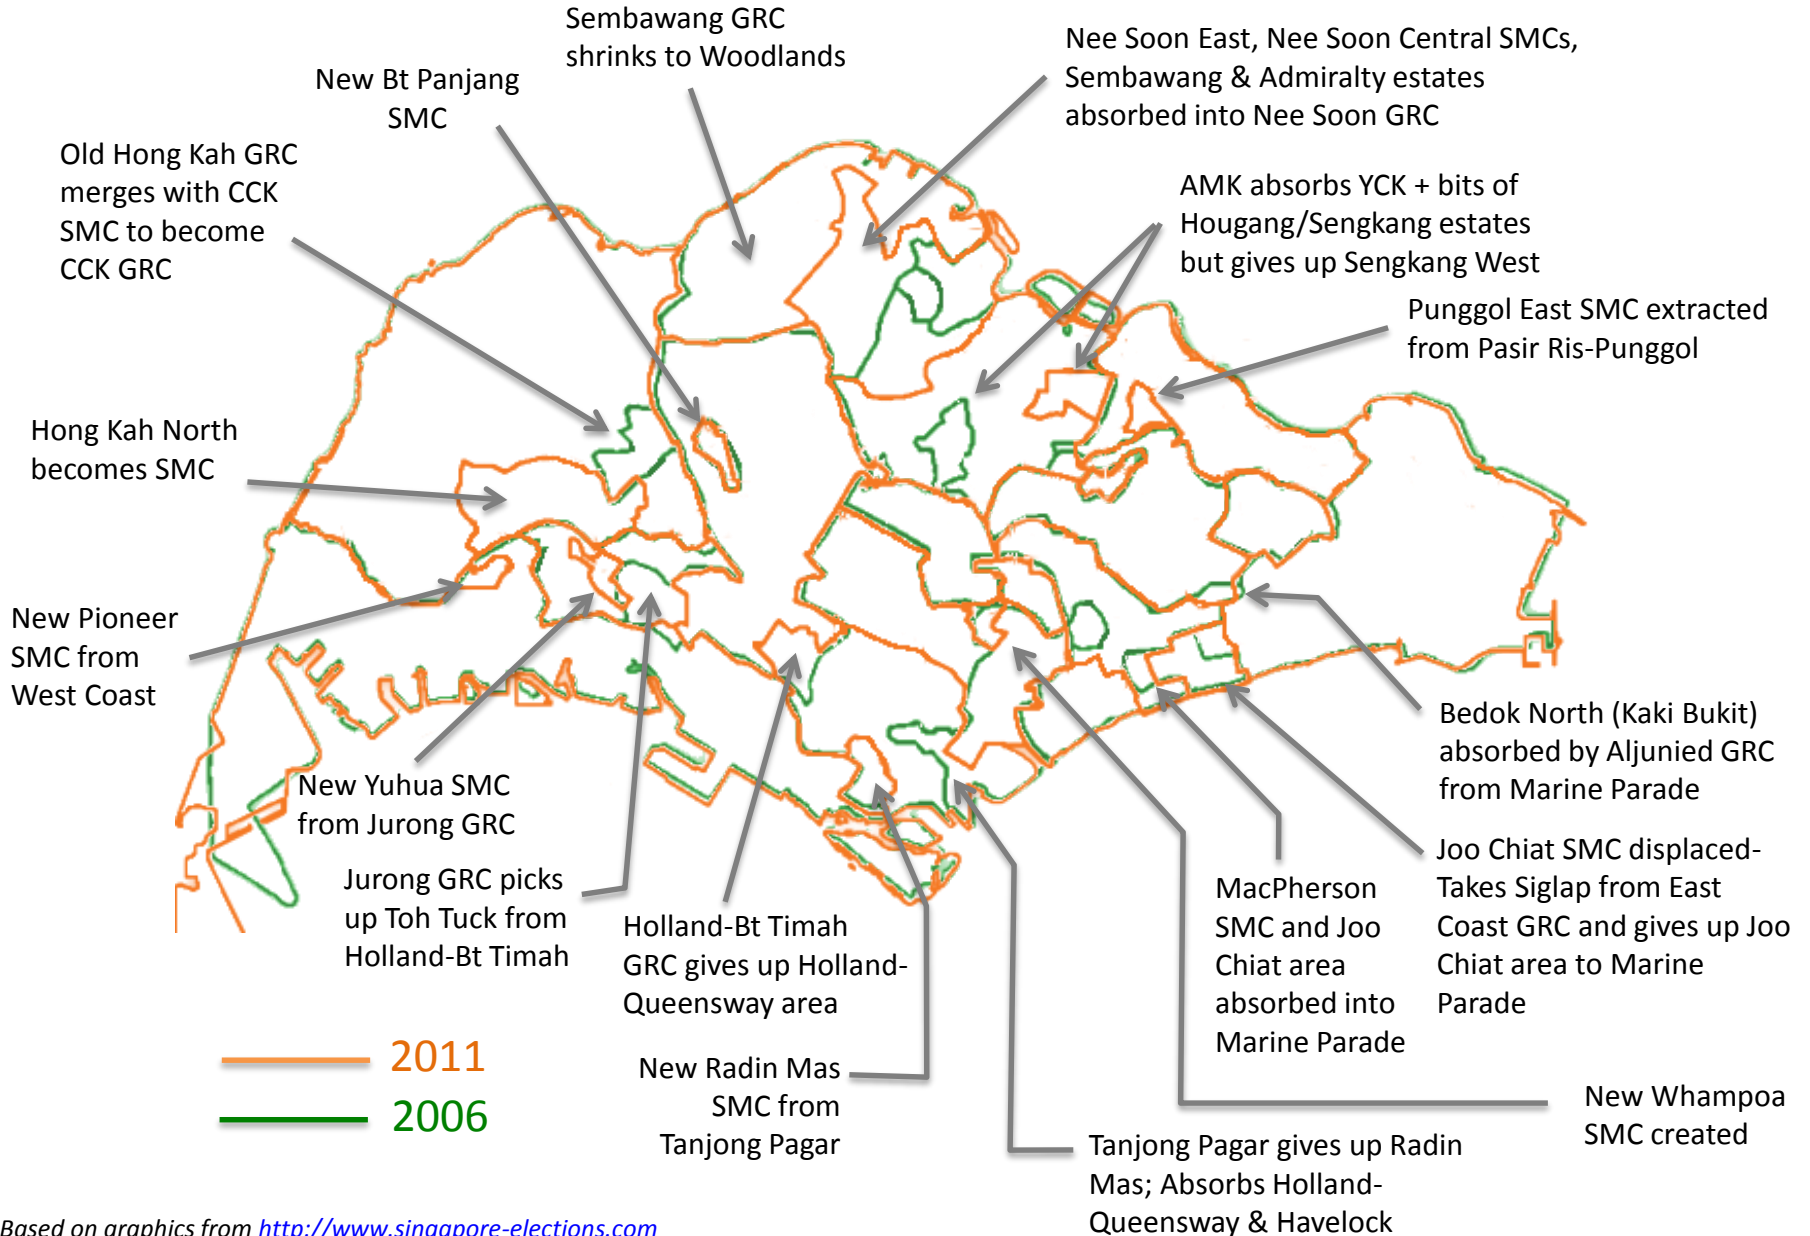 Sembawang GRC
shrinks to Woodlands
Nee Soon East, Nee Soon Central SMCs,
Sembawang & Admiralty estates
absorbed into Nee Soon GRC
New Bt Panjang
SMC
Old Hong Kah GRC
merges with CCK
SMC to become
CCK GRC
AMK absorbs YCK + bits of
Hougang/Sengkang estates
but gives up Sengkang West
Punggol East SMC extracted
from Pasir Ris-Punggol
Hong Kah North
becomes SMC
New Pioneer
SMC from
West Coast
Bedok North (Kaki Bukit)
absorbed by Aljunied GRC
from Marine Parade
New Yuhua SMC
from Jurong GRC
Jurong GRC picks
up Toh Tuck from
Holland-Bt Timah
Holland-Bt Timah
GRC gives up Holland-
Queensway area
MacPherson
SMC and Joo
Chiat area
absorbed into
Marine Parade
Joo Chiat SMC displaced-
Takes Siglap from East
Coast GRC and gives up Joo
Chiat area to Marine
Parade
2011
2006
New Radin Mas
SMC from
Tanjong Pagar
New Whampoa
SMC created
Tanjong Pagar gives up Radin
Mas; Absorbs Holland-
Queensway & Havelock
Based on graphics from http://www.singapore-elections.com